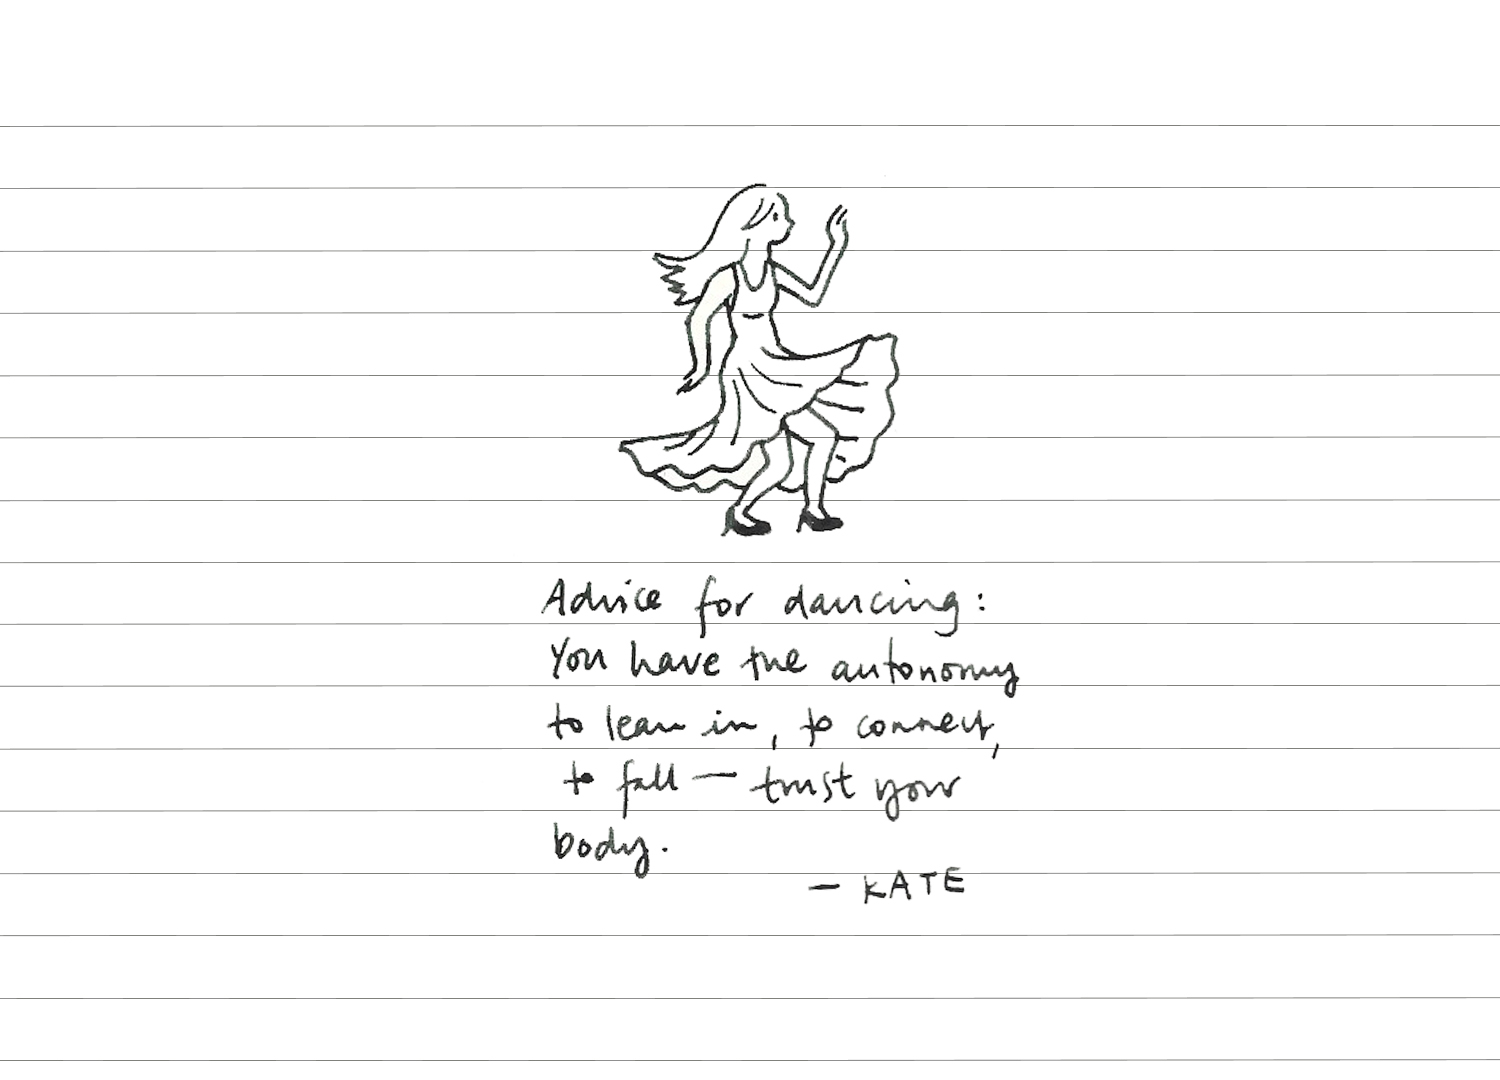 Advice for dancing:
You have the autonomy
to lean in, to connect,
to fall — trust your
body.
— KATE